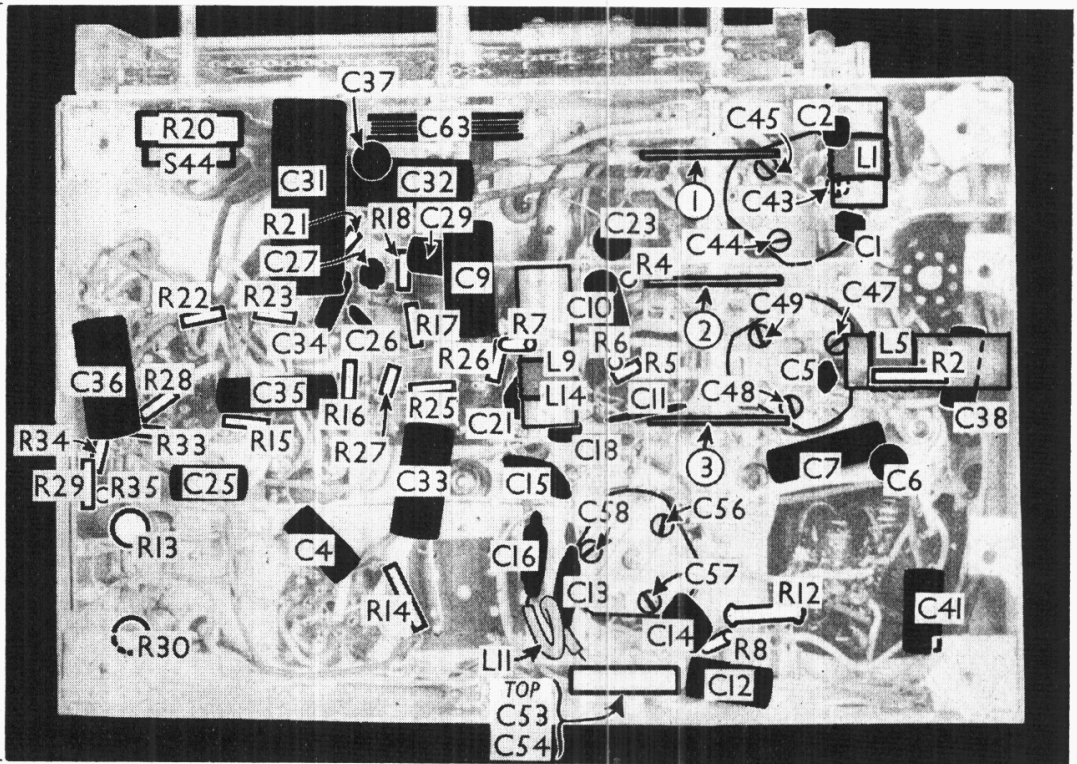 C37
R20
C63
C45
C2
S44
L1
C31
C32
1
C43
R21
R18
C29
C23
C44
C1
C27
C9
R4
C10
C49
C47
R22
R23
2
C34
C26
R17
R7
L5
R2
R6
R26
R5
L9
C5
C36
R28
C35
C48
R16
R25
L14
C11
C38
R34
R33
R15
R27
C21
C18
3
C7
C6
R29
C
R35
C25
C33
C15
C58
C56
R13
C4
C16
C57
C13
R12
R14
C41
C14
R30
L11
R8
TOP
C12
C53
C54